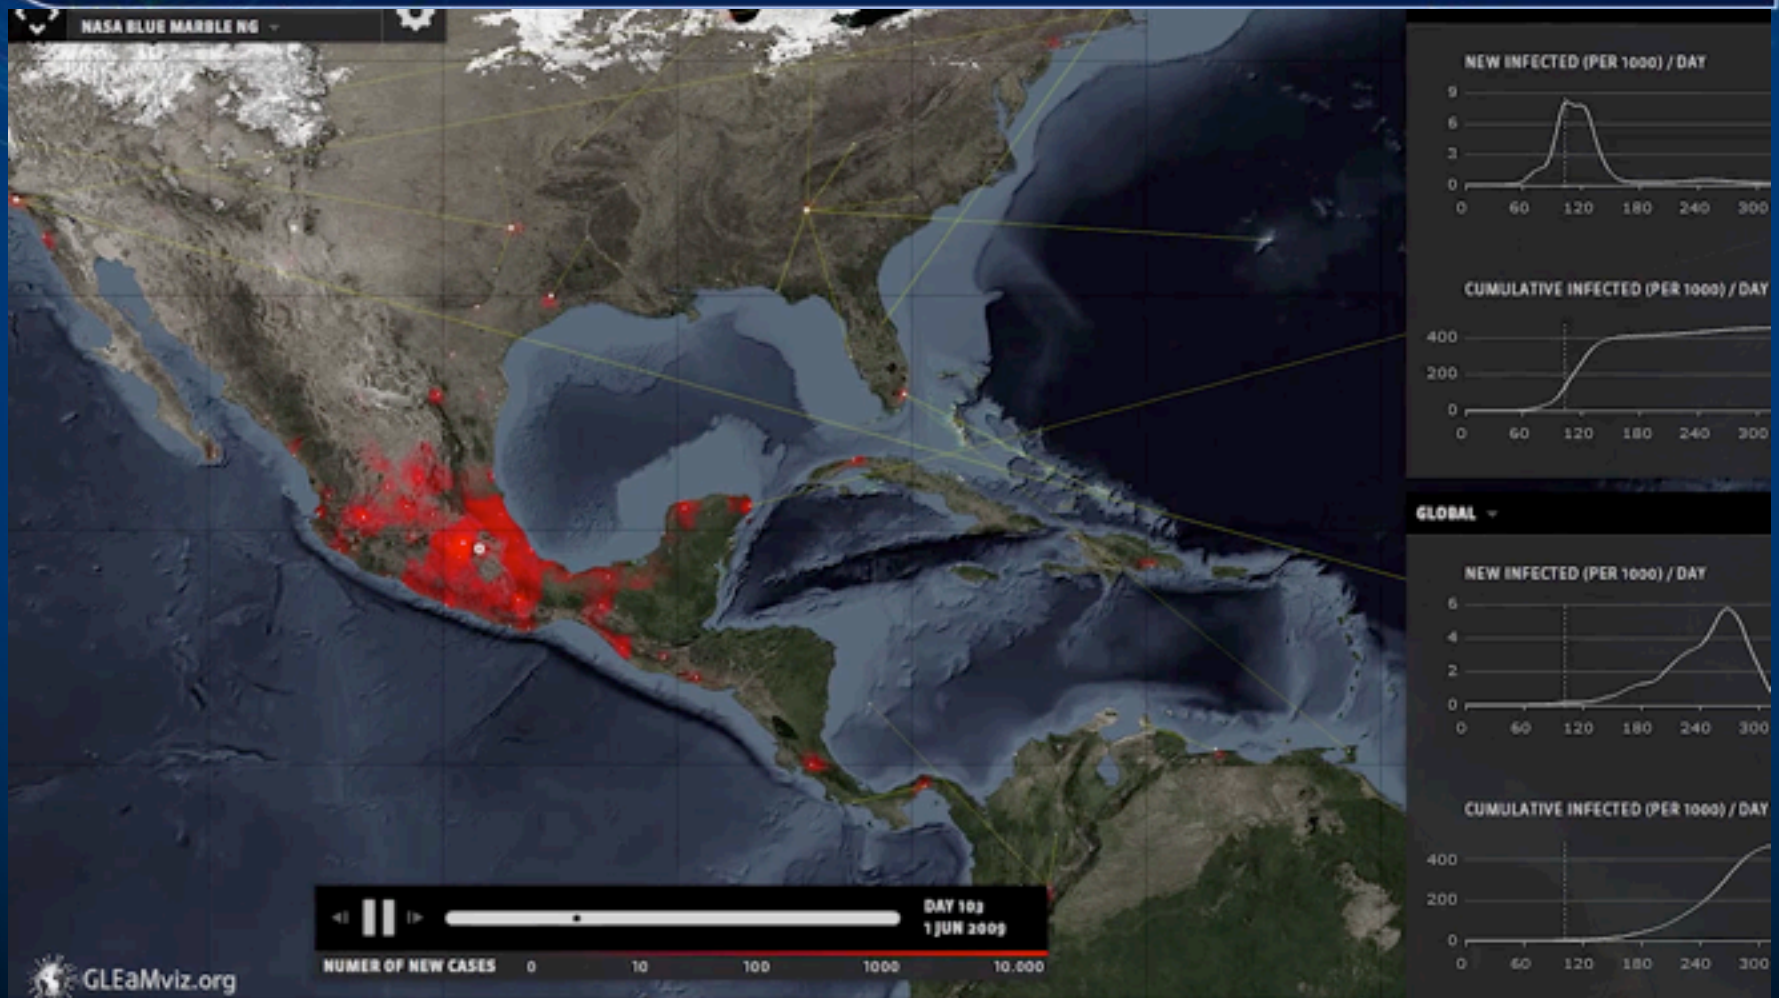 NASA BLUE MARBLE NG
NEW INFECTED (PER 1000) / DAY
9
6
3
0
0 60 120 180 240 300
CUMULATIVE INFECTED (PER 1000) / DAY
400
200
0
0 60 120 180 240 300
GLOBAL
NEW INFECTED (PER 1000) / DAY
6
4
2
0
0 60 120 180 240 300
CUMULATIVE INFECTED (PER 1000) / DAY
400
200
0
0 60 120 180 240 300
DAY 103
1 JUN 2009
NUMER OF NEW CASES 0 10 100 1000 10.000
GLEaMviz.org